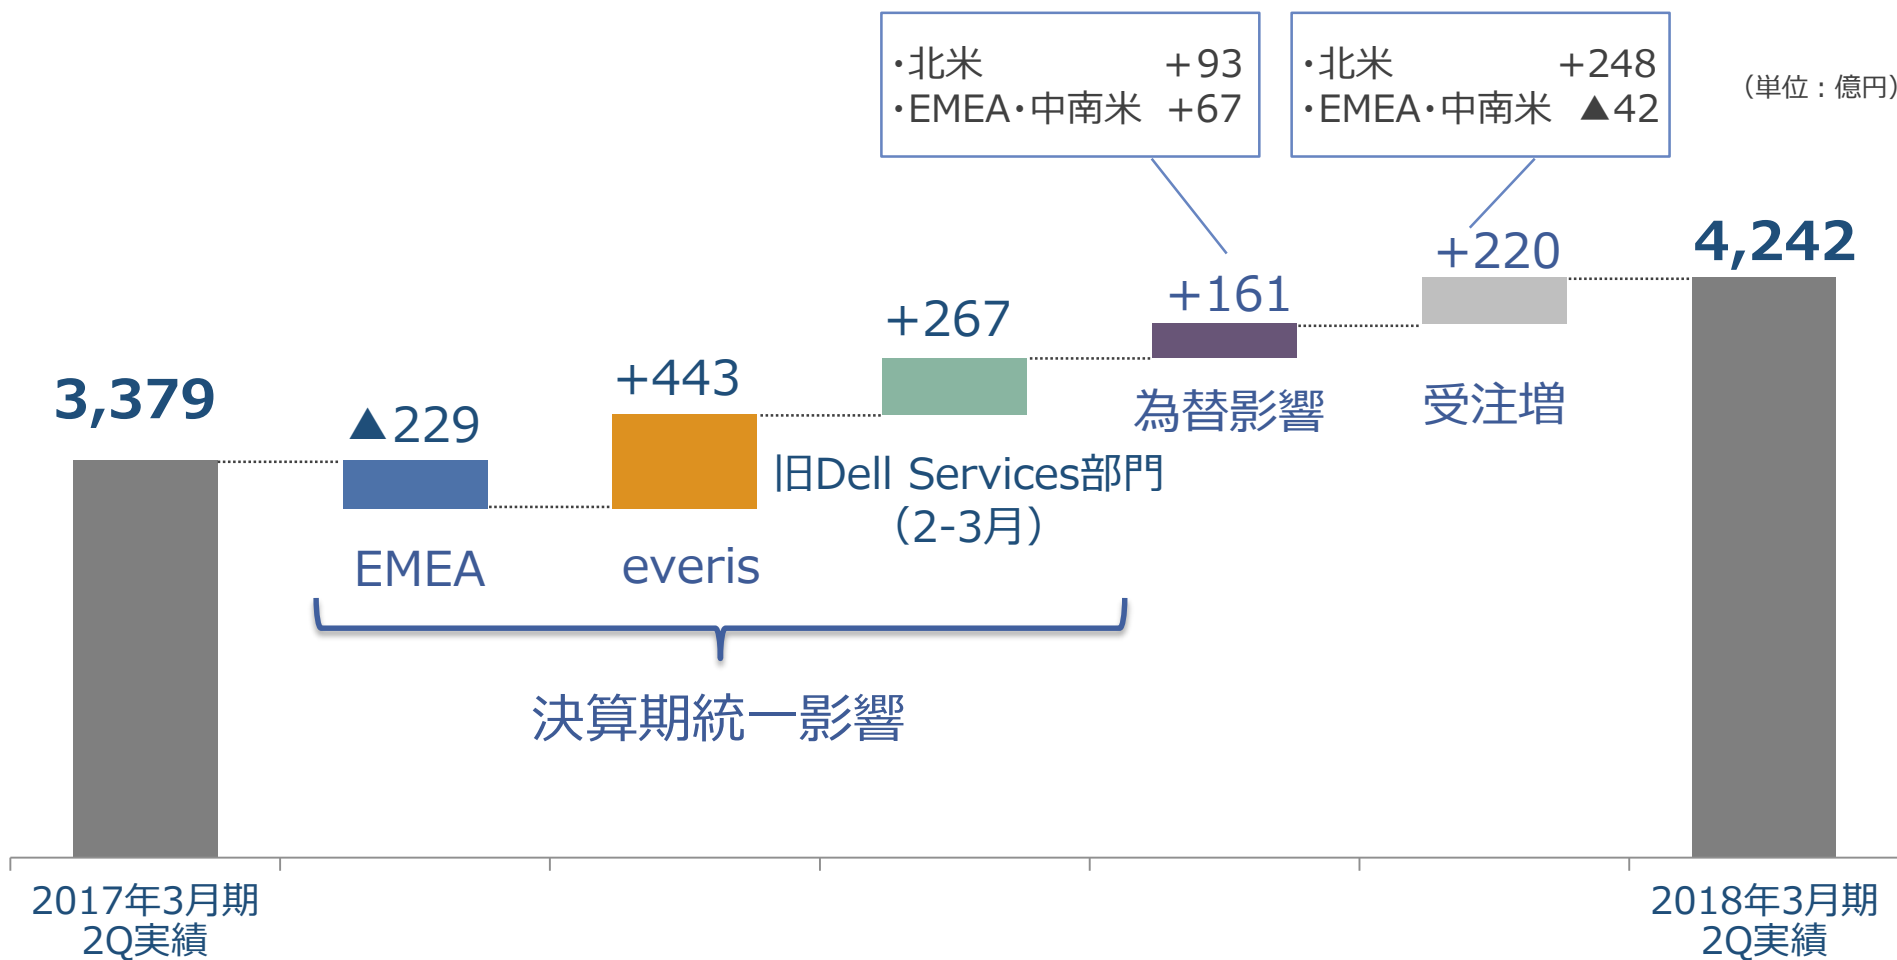 ・北米 +93
・EMEA・中南米 +67
・北米 +248
・EMEA・中南米 ▲42
（単位：億円）
3,379
▲229
+443
+267
+161
+220
4,242
EMEA
everis
旧Dell Services部門
（2-3月）
為替影響
受注増
決算期統一影響
2017年3月期
2Q実績
2018年3月期
2Q実績